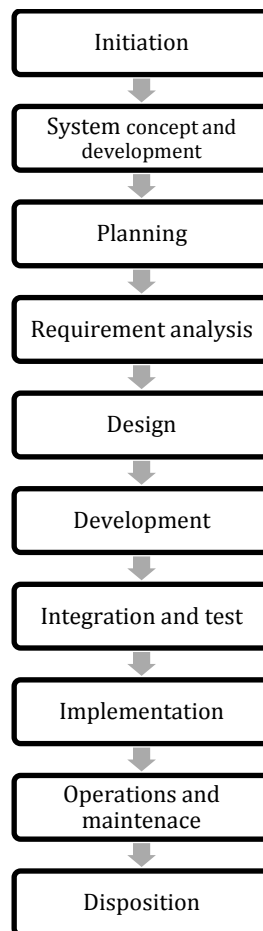 Initiation
System concept and
development
Planning
Requirement analysis
Design
Development
Integration and test
Implementation
Operations and
maintenace
Disposition